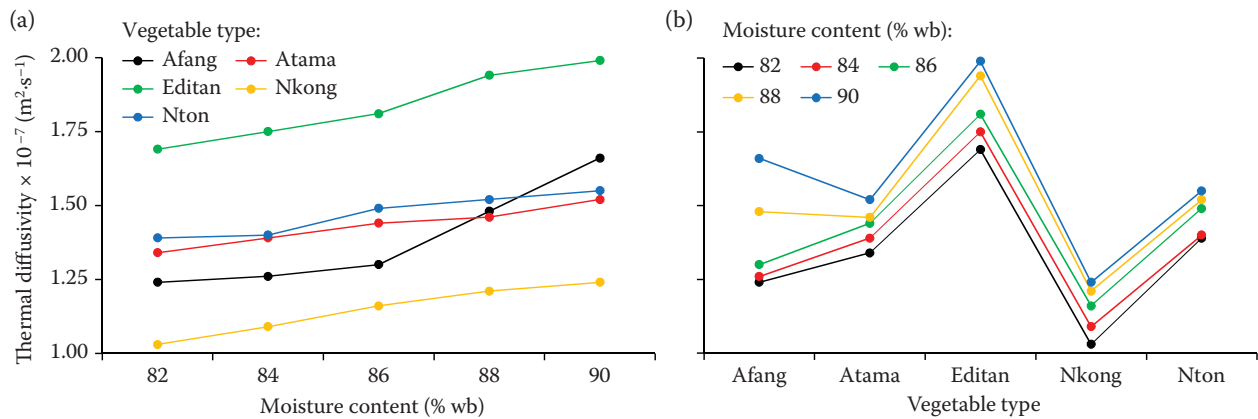 (a)
Vegetable type:
Afang Atama
Editan Nkong
Nton
Thermal diffusivity × 10⁻⁷ (m²·s⁻¹)
2.00
1.75
1.50
1.25
1.00
82 84 86 88 90
Moisture content (% wb)
(b)
Moisture content (% wb):
82 84 86
88 90
Afang Atama Editan Nkong Nton
Vegetable type